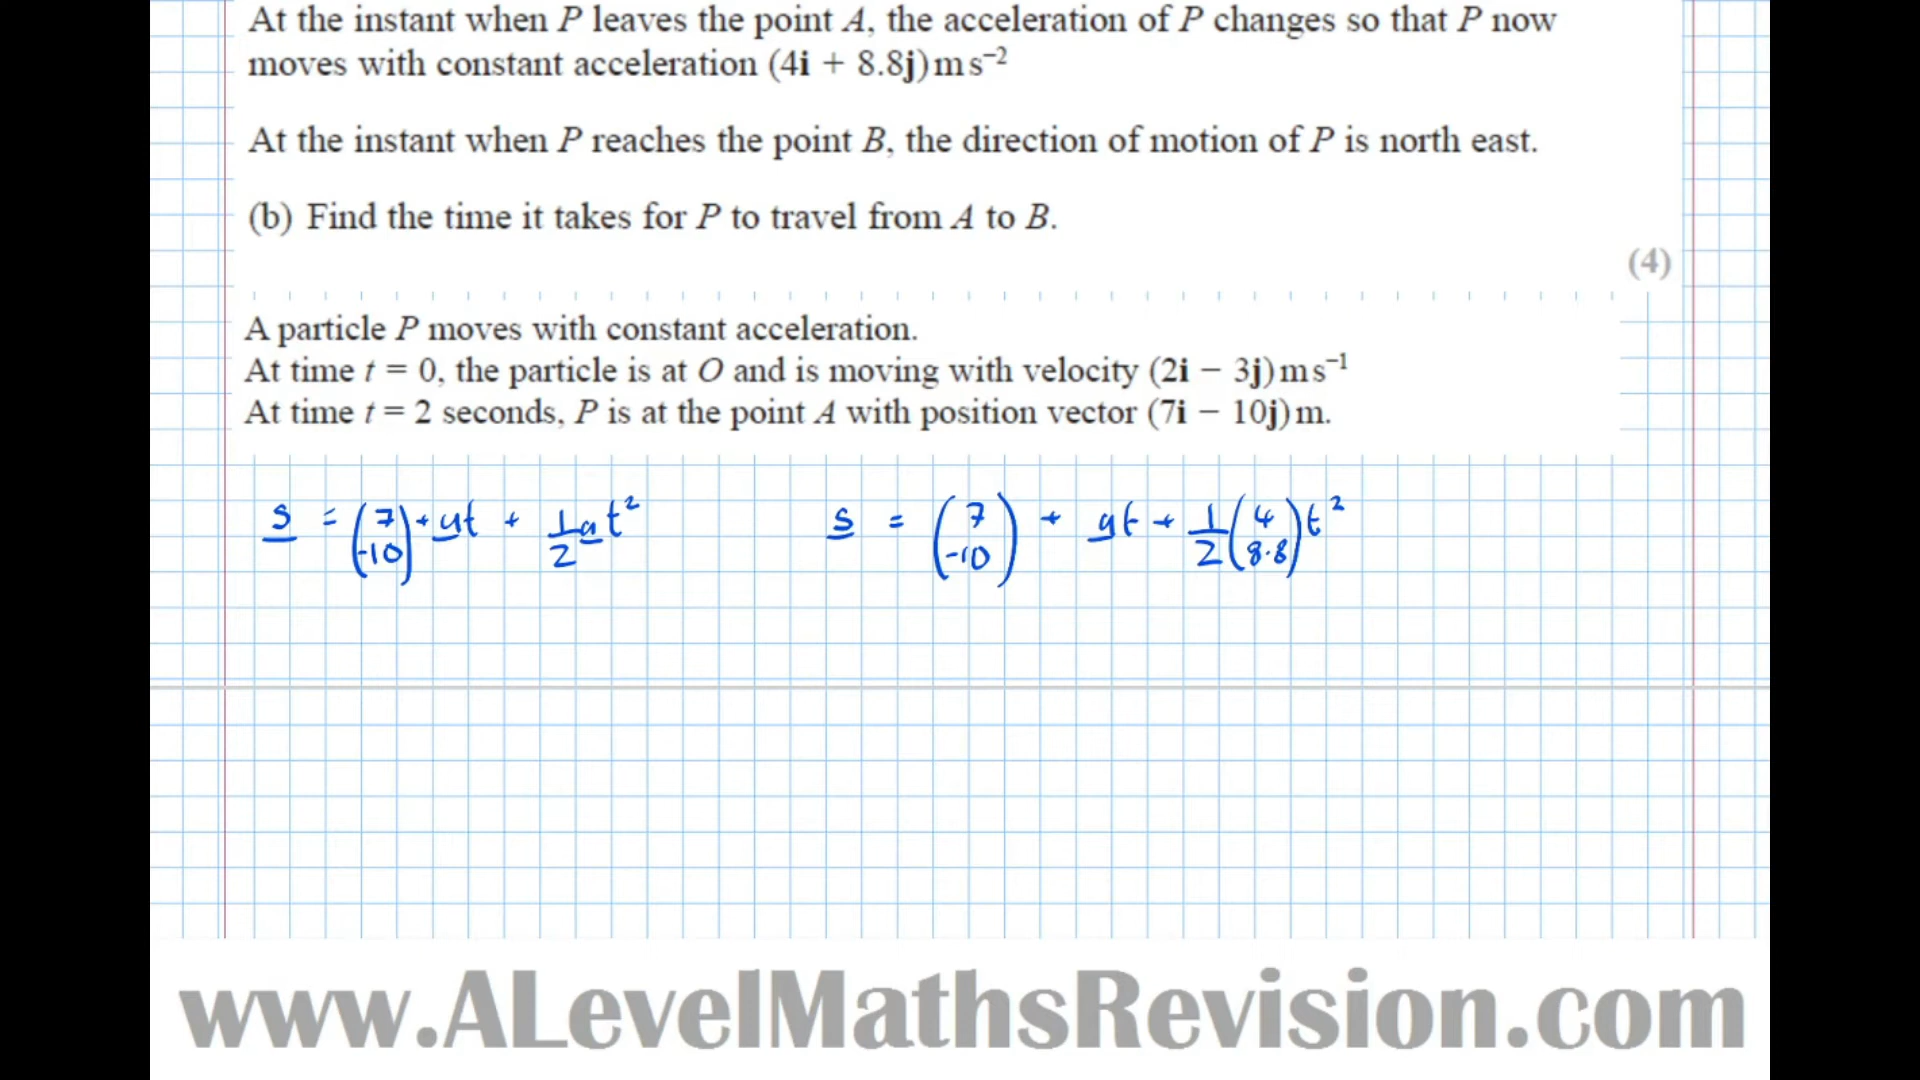 At the instant when P leaves the point A, the acceleration of P changes so that P now
moves with constant acceleration (4i + 8.8j) m s⁻²
At the instant when P reaches the point B, the direction of motion of P is north east.
(b) Find the time it takes for P to travel from A to B.
(4)
A particle P moves with constant acceleration.
At time t = 0, the particle is at O and is moving with velocity (2i − 3j) m s⁻¹
At time t = 2 seconds, P is at the point A with position vector (7i − 10j) m.
s = (7 -10) + ut + 1/2 at² s = (7 -10) + ut + 1/2 (4 8.8) t²
www.ALevelMathsRevision.com